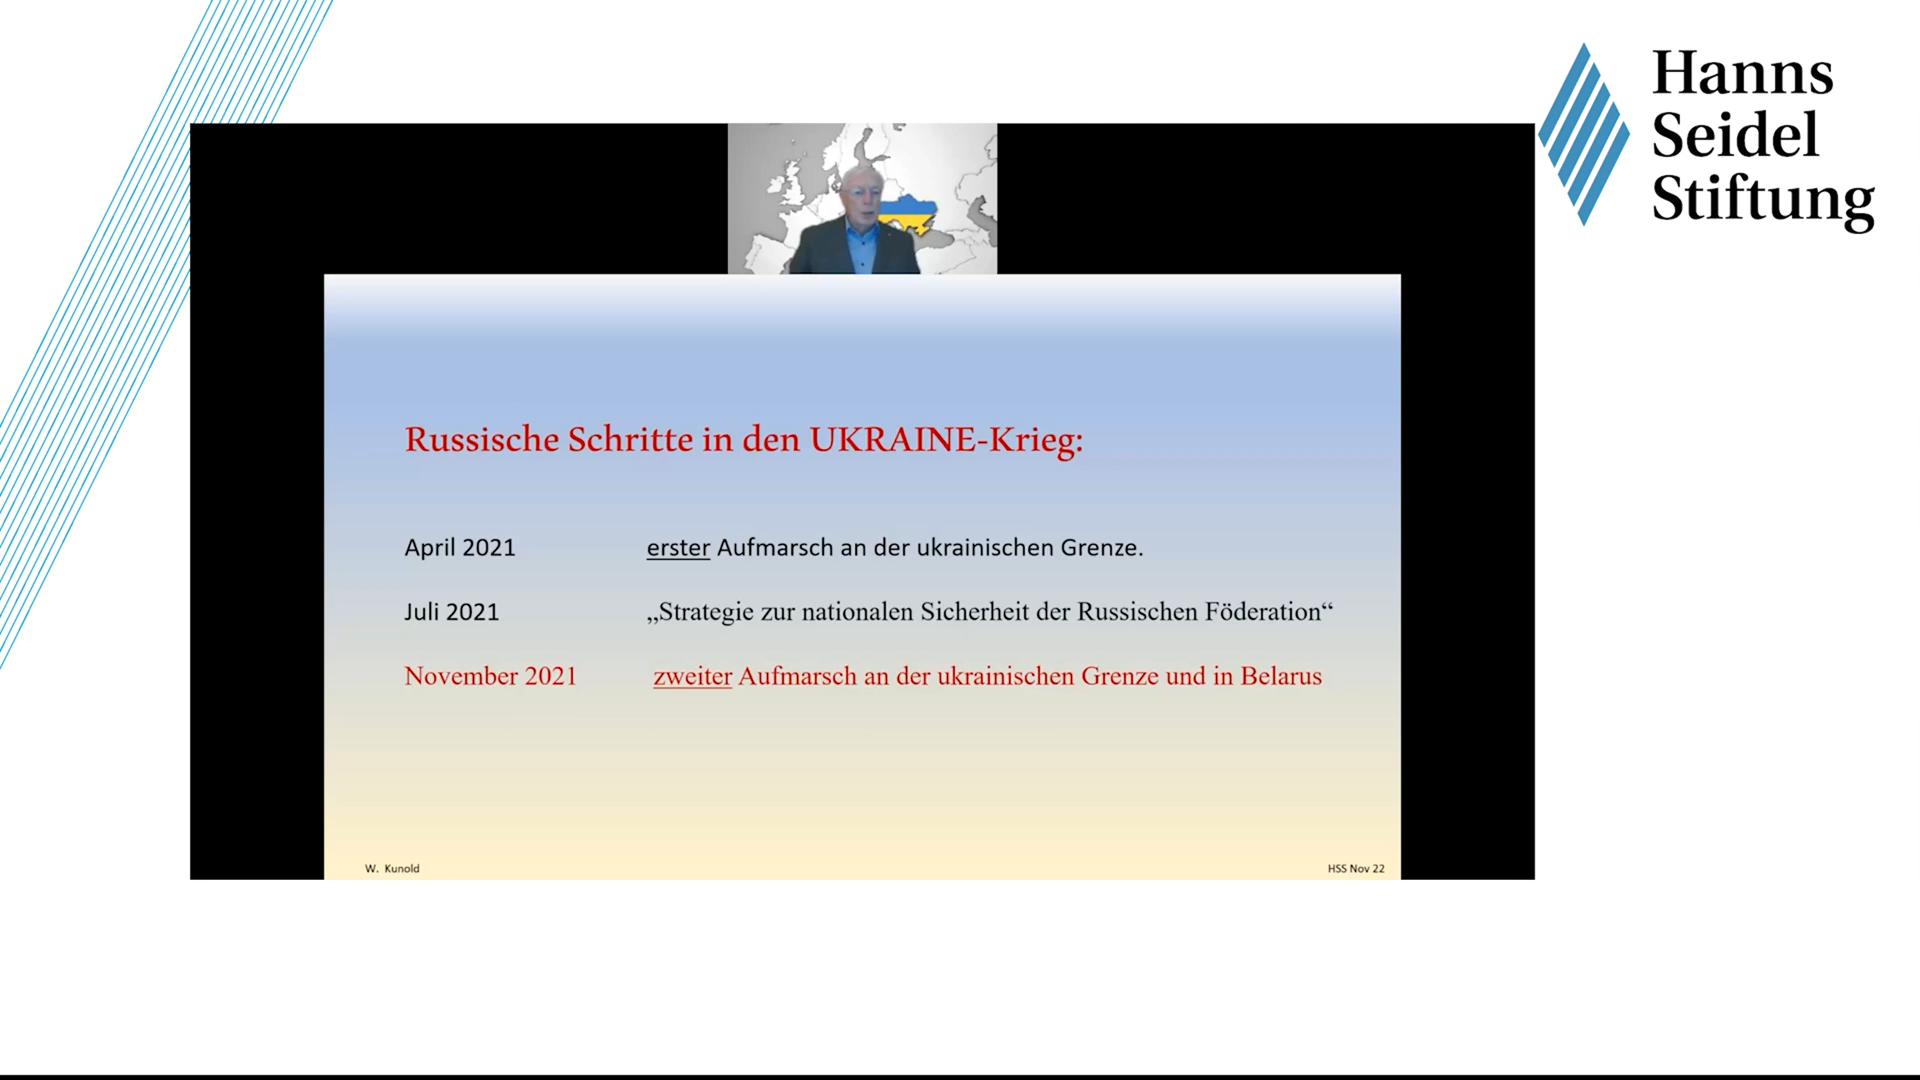 Hanns
Seidel
Stiftung
Russische Schritte in den UKRAINE-Krieg:
April 2021 erster Aufmarsch an der ukrainischen Grenze.
Juli 2021 „Strategie zur nationalen Sicherheit der Russischen Föderation“
November 2021 zweiter Aufmarsch an der ukrainischen Grenze und in Belarus
W. Kunold HSS Nov 22